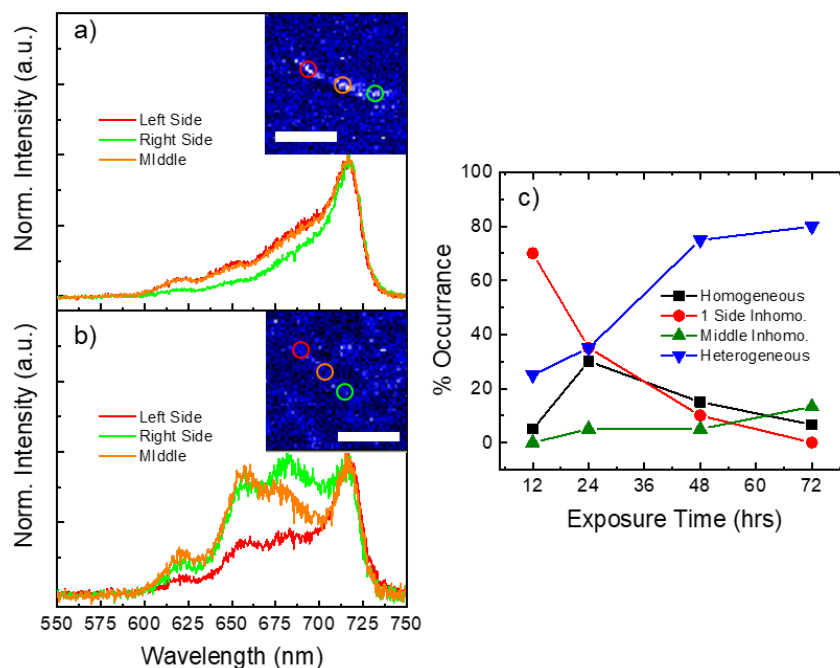 a)
Norm. Intensity (a.u.)
Left Side
Right Side
MIddle
b)
Norm. Intensity (a.u.)
Left Side
Right Side
MIddle
550 575 600 625 650 675 700 725 750
Wavelength (nm)
c)
% Occurrance
100
80
60
40
20
0
Homogeneous
1 Side Inhomo.
Middle Inhomo.
Heterogeneous
12 24 36 48 60 72
Exposure Time (hrs)